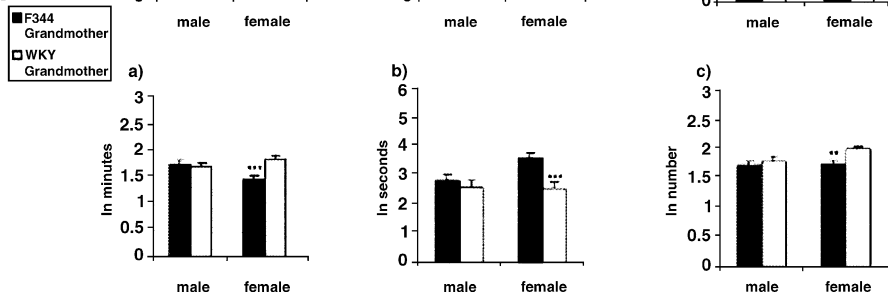 male female
male female
0
male female
F344
Grandmother
WKY
Grandmother
a)
3
2.5
2
1.5
1
0.5
0
ln minutes
***
male female
b)
6
5
4
3
2
1
0
ln seconds
***
male female
c)
3
2.5
2
1.5
1
0.5
0
ln number
**
male female